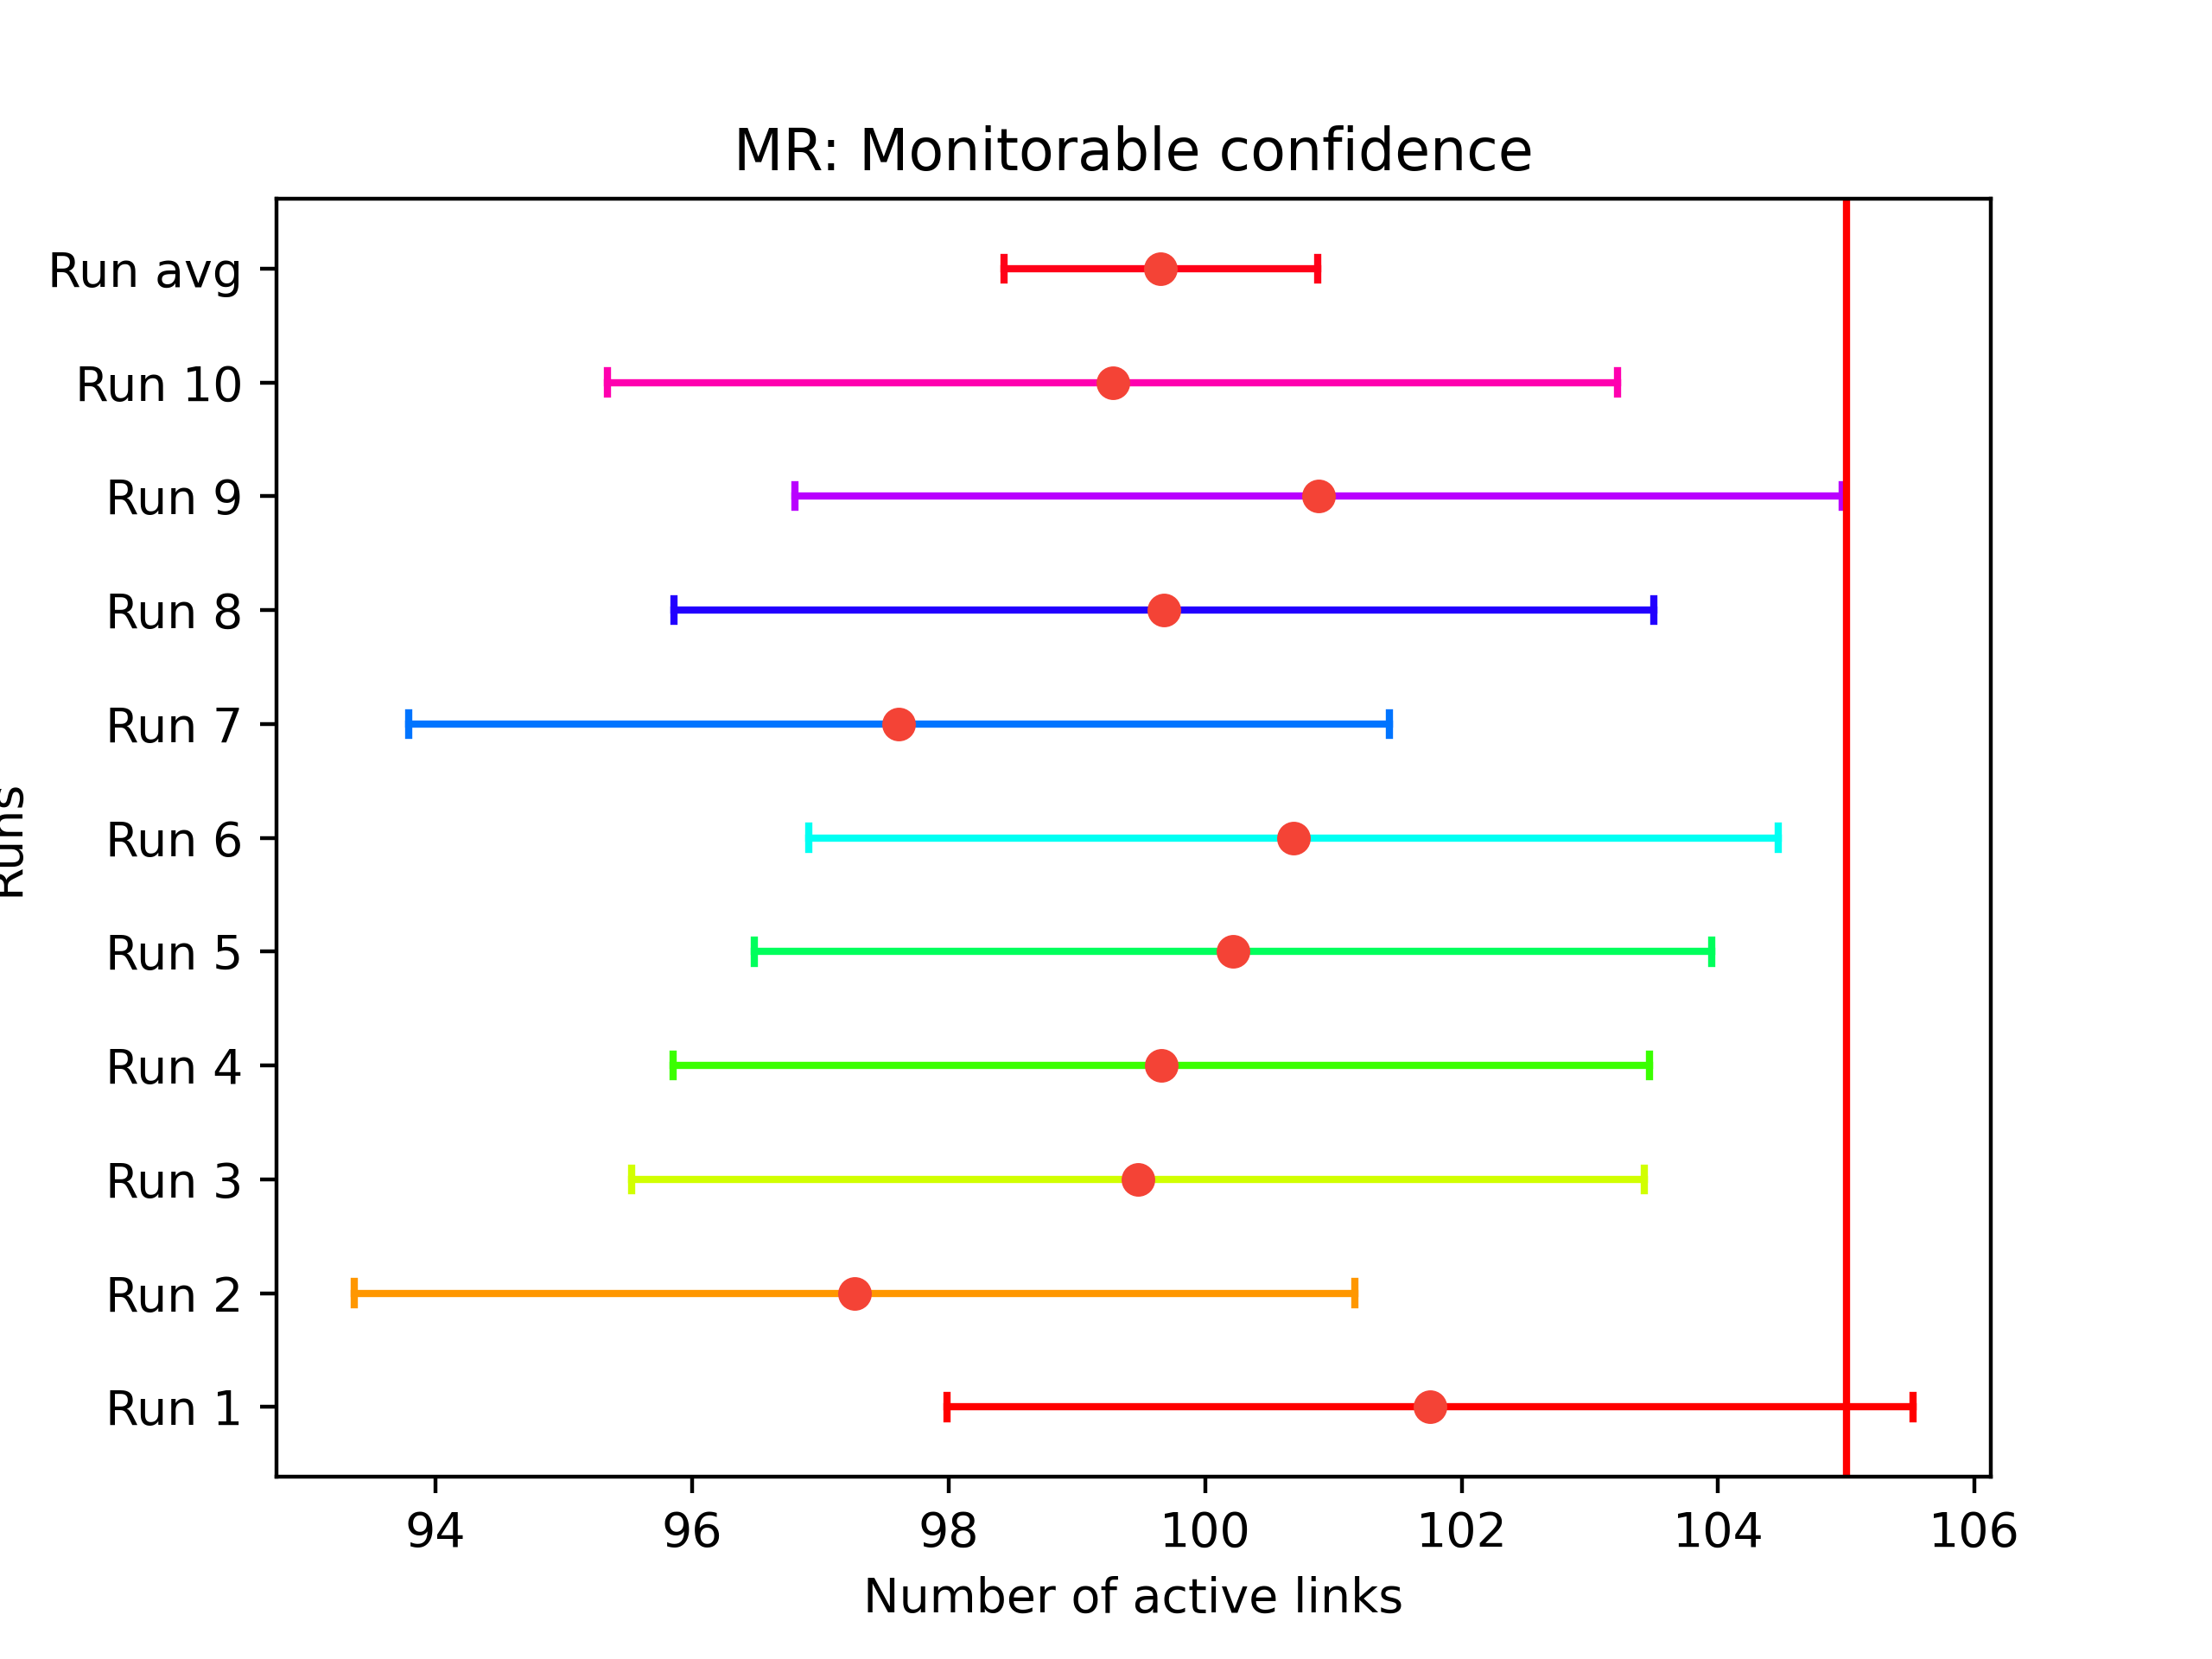 MR: Monitorable confidence
Run avg
Run 10
Run 9
Run 8
Run 7
Run 6
Runs
Run 5
Run 4
Run 3
Run 2
Run 1
94 96 98 100 102 104 106
Number of active links